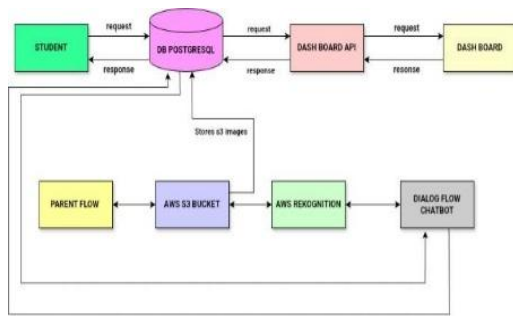 request
request
request
STUDENT
DB POSTGRESQL
DASH BOARD API
DASH BOARD
response
response
resonse
Stores s3 images
PARENT FLOW
AWS S3 BUCKET
AWS REKOGNITION
DIALOG FLOW
CHATBOT